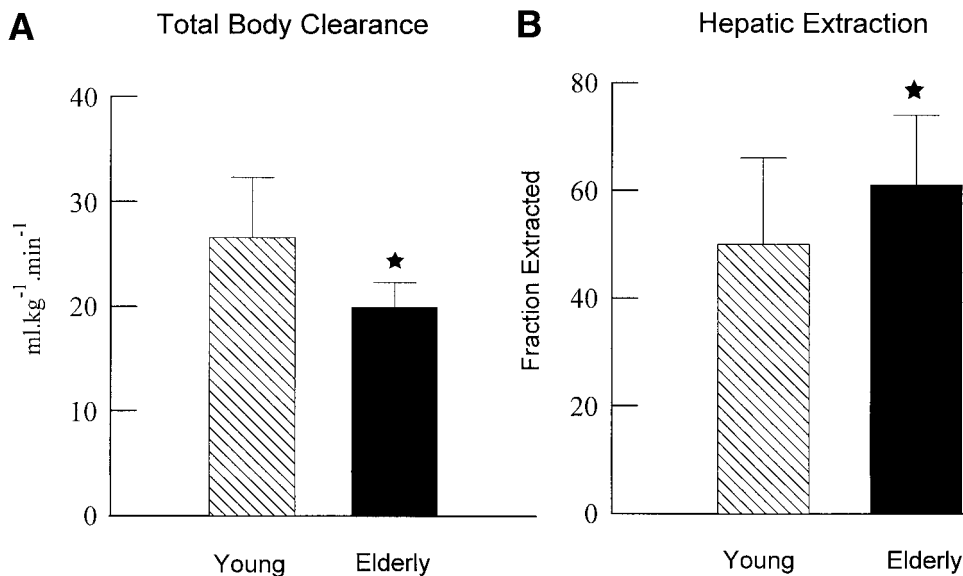 A Total Body Clearance
40
30
20
10
0
ml.kg⁻¹.min⁻¹
Young Elderly
B Hepatic Extraction
80
60
40
20
0
Fraction Extracted
Young Elderly